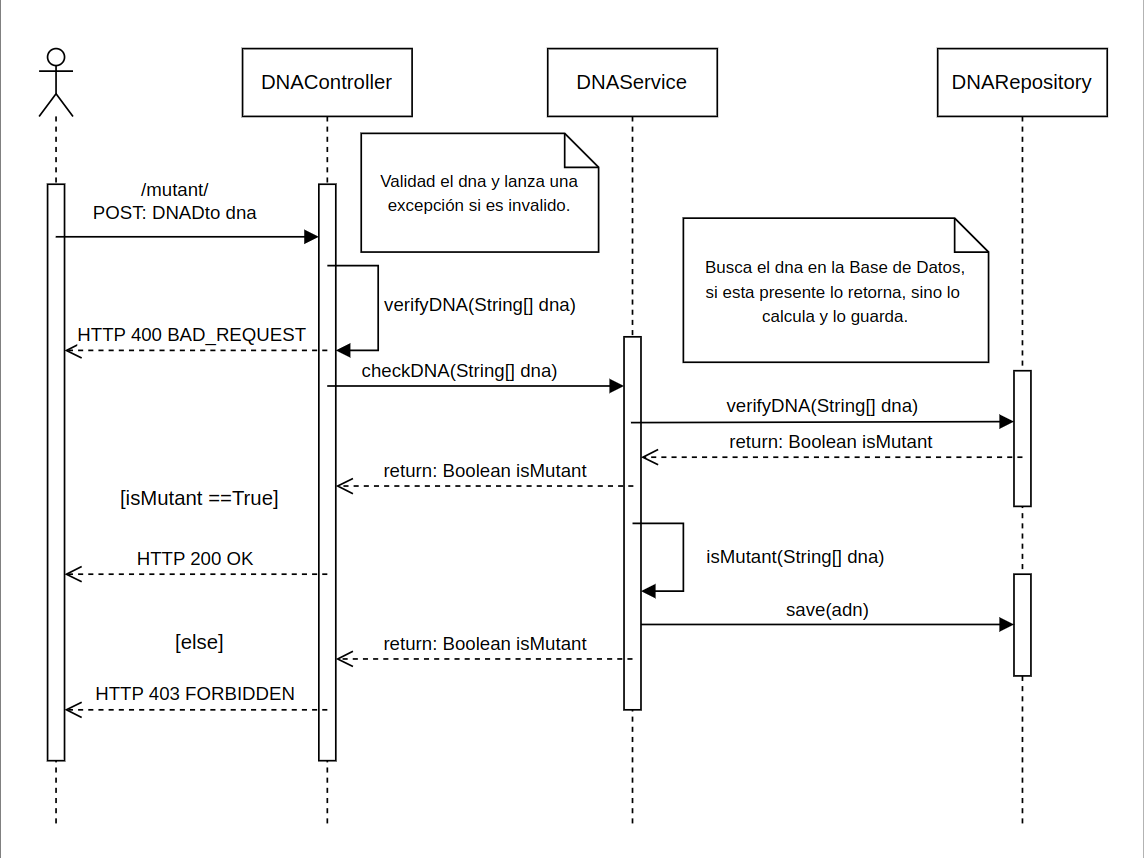 DNAController
DNAService
DNARepository
Validad el dna y lanza una
excepción si es invalido.
/mutant/
POST: DNADto dna
Busca el dna en la Base de Datos,
si esta presente lo retorna, sino lo
calcula y lo guarda.
verifyDNA(String[] dna)
HTTP 400 BAD_REQUEST
checkDNA(String[] dna)
verifyDNA(String[] dna)
return: Boolean isMutant
return: Boolean isMutant
[isMutant ==True]
HTTP 200 OK
isMutant(String[] dna)
save(adn)
[else]
return: Boolean isMutant
HTTP 403 FORBIDDEN